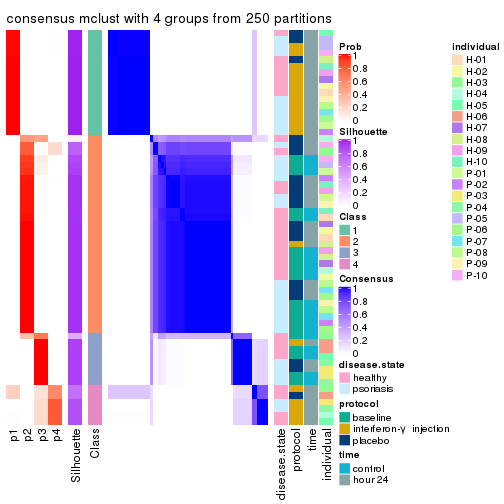 consensus mclust with 4 groups from 250 partitions
Prob
1
0.8
0.6
0.4
0.2
0
Silhouette
1
0.8
0.6
0.4
0.2
0
Class
1
2
3
4
Consensus
1
0.8
0.6
0.4
0.2
0
disease.state
healthy
psoriasis
protocol
baseline
interferon-γ injection
placebo
time
control
hour 24
individual
H-01
H-02
H-03
H-04
H-05
H-06
H-07
H-08
H-09
H-10
P-01
P-02
P-03
P-04
P-05
P-06
P-07
P-08
P-09
P-10
p1
p2
p3
p4
Silhouette
Class
disease.state
protocol
time
individual